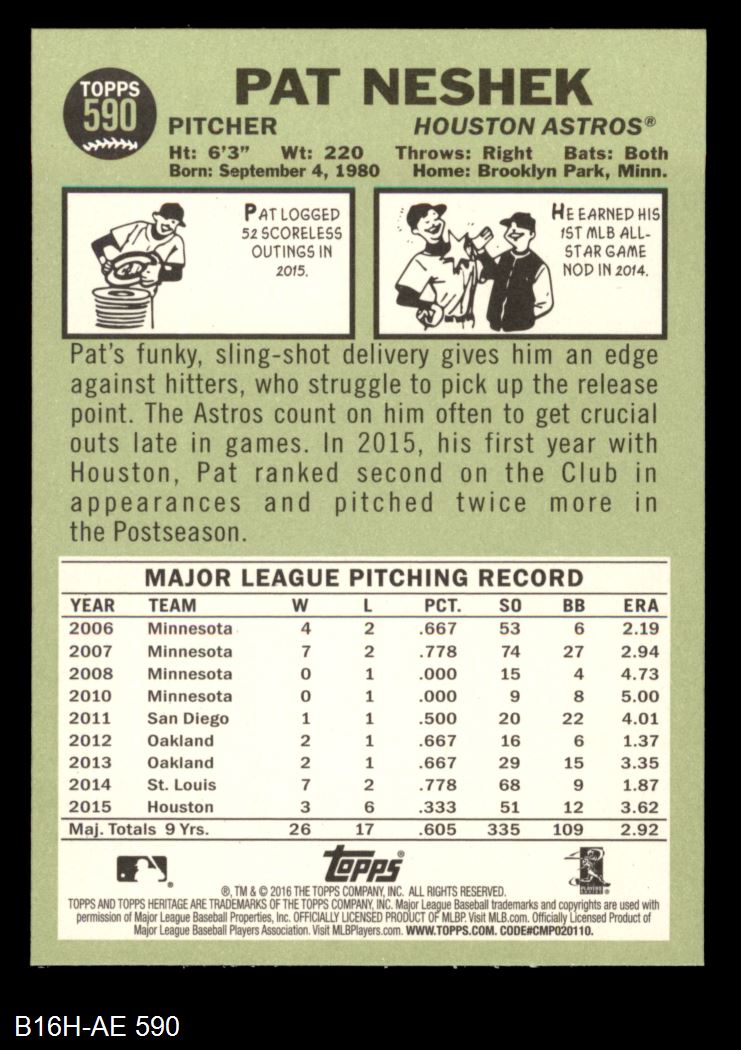 TOPPS
590
PAT NESHEK
PITCHER HOUSTON ASTROS®
Ht: 6'3" Wt: 220 Throws: Right Bats: Both
Born: September 4, 1980 Home: Brooklyn Park, Minn.
PAT LOGGED
52 SCORELESS
OUTINGS IN
2015.
HE EARNED HIS
1ST MLB ALL-
STAR GAME
NOD IN 2014.
Pat's funky, sling-shot delivery gives him an edge
against hitters, who struggle to pick up the release
point. The Astros count on him often to get crucial
outs late in games. In 2015, his first year with
Houston, Pat ranked second on the Club in
appearances and pitched twice more in
the Postseason.
MAJOR LEAGUE PITCHING RECORD
YEAR TEAM W L PCT. SO BB ERA
2006 Minnesota 4 2 .667 53 6 2.19
2007 Minnesota 7 2 .778 74 27 2.94
2008 Minnesota 0 1 .000 15 4 4.73
2010 Minnesota 0 1 .000 9 8 5.00
2011 San Diego 1 1 .500 20 22 4.01
2012 Oakland 2 1 .667 16 6 1.37
2013 Oakland 2 1 .667 29 15 3.35
2014 St. Louis 7 2 .778 68 9 1.87
2015 Houston 3 6 .333 51 12 3.62
Maj. Totals 9 Yrs. 26 17 .605 335 109 2.92
Topps®
®, TM & © 2016 THE TOPPS COMPANY, INC. ALL RIGHTS RESERVED.
TOPPS AND TOPPS HERITAGE ARE TRADEMARKS OF THE TOPPS COMPANY, INC. Major League Baseball trademarks and copyrights are used with
permission of Major League Baseball Properties, Inc. OFFICIALLY LICENSED PRODUCT OF MLBP. Visit MLB.com. Officially Licensed Product of
Major League Baseball Players Association. Visit MLBPlayers.com. WWW.TOPPS.COM. CODE#CMP020110.
B16H-AE 590